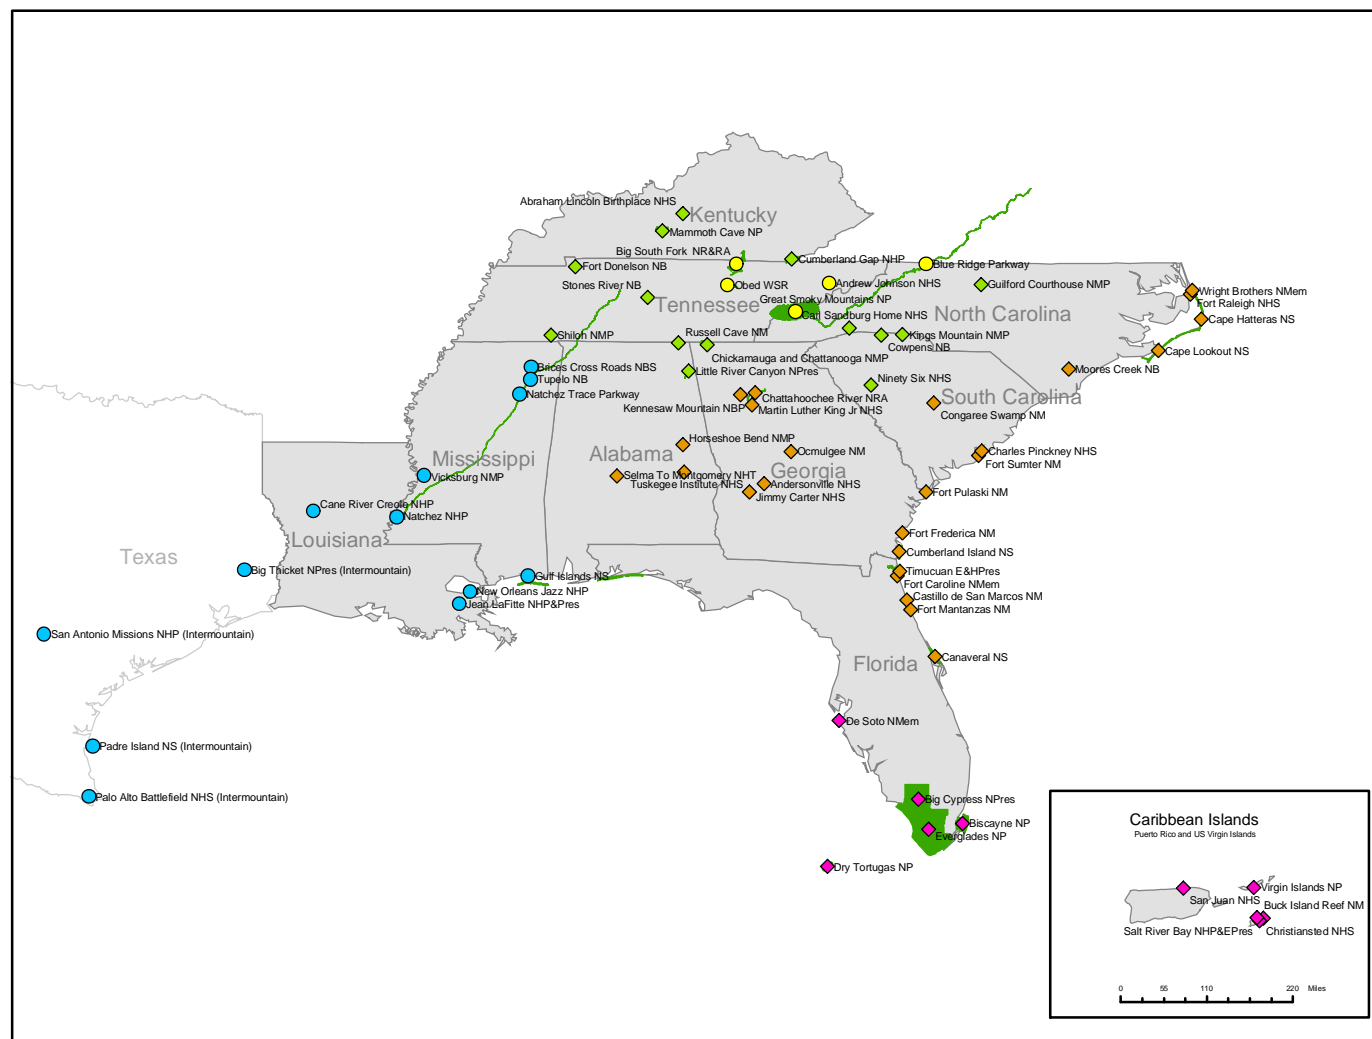 Abraham Lincoln Birthplace NHS
Kentucky
Mammoth Cave NP
Big South Fork  NR&RA
Cumberland Gap NHP
Blue Ridge Parkway
Fort Donelson NB
Stones River NB
Obed WSR
Andrew Johnson NHS
Guilford Courthouse NMP
Wright Brothers NMem
Fort Raleigh NHS
Tennessee
Great Smoky Mountains NP
Carl Sandburg Home NHS
North Carolina
Cape Hatteras NS
Shiloh NMP
Russell Cave NM
Kings Mountain NMP
Cowpens NB
Cape Lookout NS
Chickamauga and Chattanooga NMP
Brices Cross Roads NBS
Little River Canyon NPres
Moores Creek NB
Tupelo NB
Ninety Six NHS
Natchez Trace Parkway
Chattahoochee River NRA
South Carolina
Kennesaw Mountain NBP
Martin Luther King Jr NHS
Congaree Swamp NM
Horseshoe Bend NMP
Mississippi
Alabama
Ocmulgee NM
Charles Pinckney NHS
Fort Sumter NM
Vicksburg NMP
Selma To Montgomery NHT
Georgia
Tuskegee Institute NHS
Andersonville NHS
Jimmy Carter NHS
Fort Pulaski NM
Cane River Creole NHP
Natchez NHP
Louisiana
Fort Frederica NM
Texas
Cumberland Island NS
Big Thicket NPres (Intermountain)
Gulf Islands NS
Timucuan E&HPres
Fort Caroline NMem
New Orleans Jazz NHP
Castillo de San Marcos NM
Jean LaFitte NHP&Pres
Fort Mantanzas NM
San Antonio Missions NHP (Intermountain)
Canaveral NS
Florida
De Soto NMem
Padre Island NS (Intermountain)
Palo Alto Battlefield NHS (Intermountain)
Big Cypress NPres
Biscayne NP
Everglades NP
Dry Tortugas NP
Caribbean Islands
Puerto Rico and US Virgin Islands
Virgin Islands NP
San Juan NHS
Buck Island Reef NM
Salt River Bay NHP&EPres
Christiansted NHS
0 55 110 220 Miles